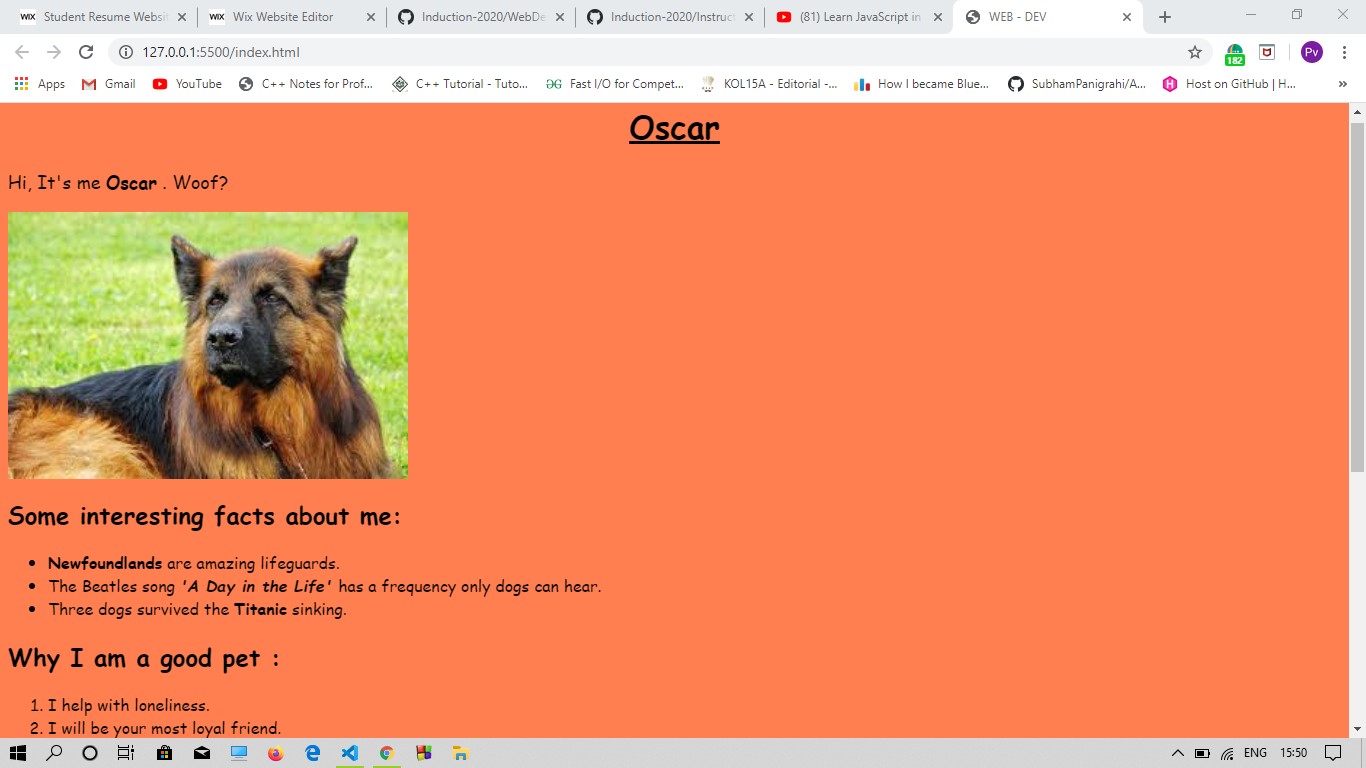 WIX Student Resume Websit
WIX Wix Website Editor
Induction-2020/WebDe
Induction-2020/Instruct
(81) Learn JavaScript in
WEB - DEV
127.0.0.1:5500/index.html
182
Pv
Apps
Gmail
YouTube
C++ Notes for Prof...
C++ Tutorial - Tuto...
Fast I/O for Compet...
KOL15A - Editorial -...
How I became Blue...
SubhamPanigrahi/A...
Host on GitHub | H...
»
Oscar
Hi, It's me Oscar . Woof?
Some interesting facts about me:
• Newfoundlands are amazing lifeguards.
• The Beatles song 'A Day in the Life' has a frequency only dogs can hear.
• Three dogs survived the Titanic sinking.
Why I am a good pet :
1. I help with loneliness.
2. I will be your most loyal friend.
ENG
15:50